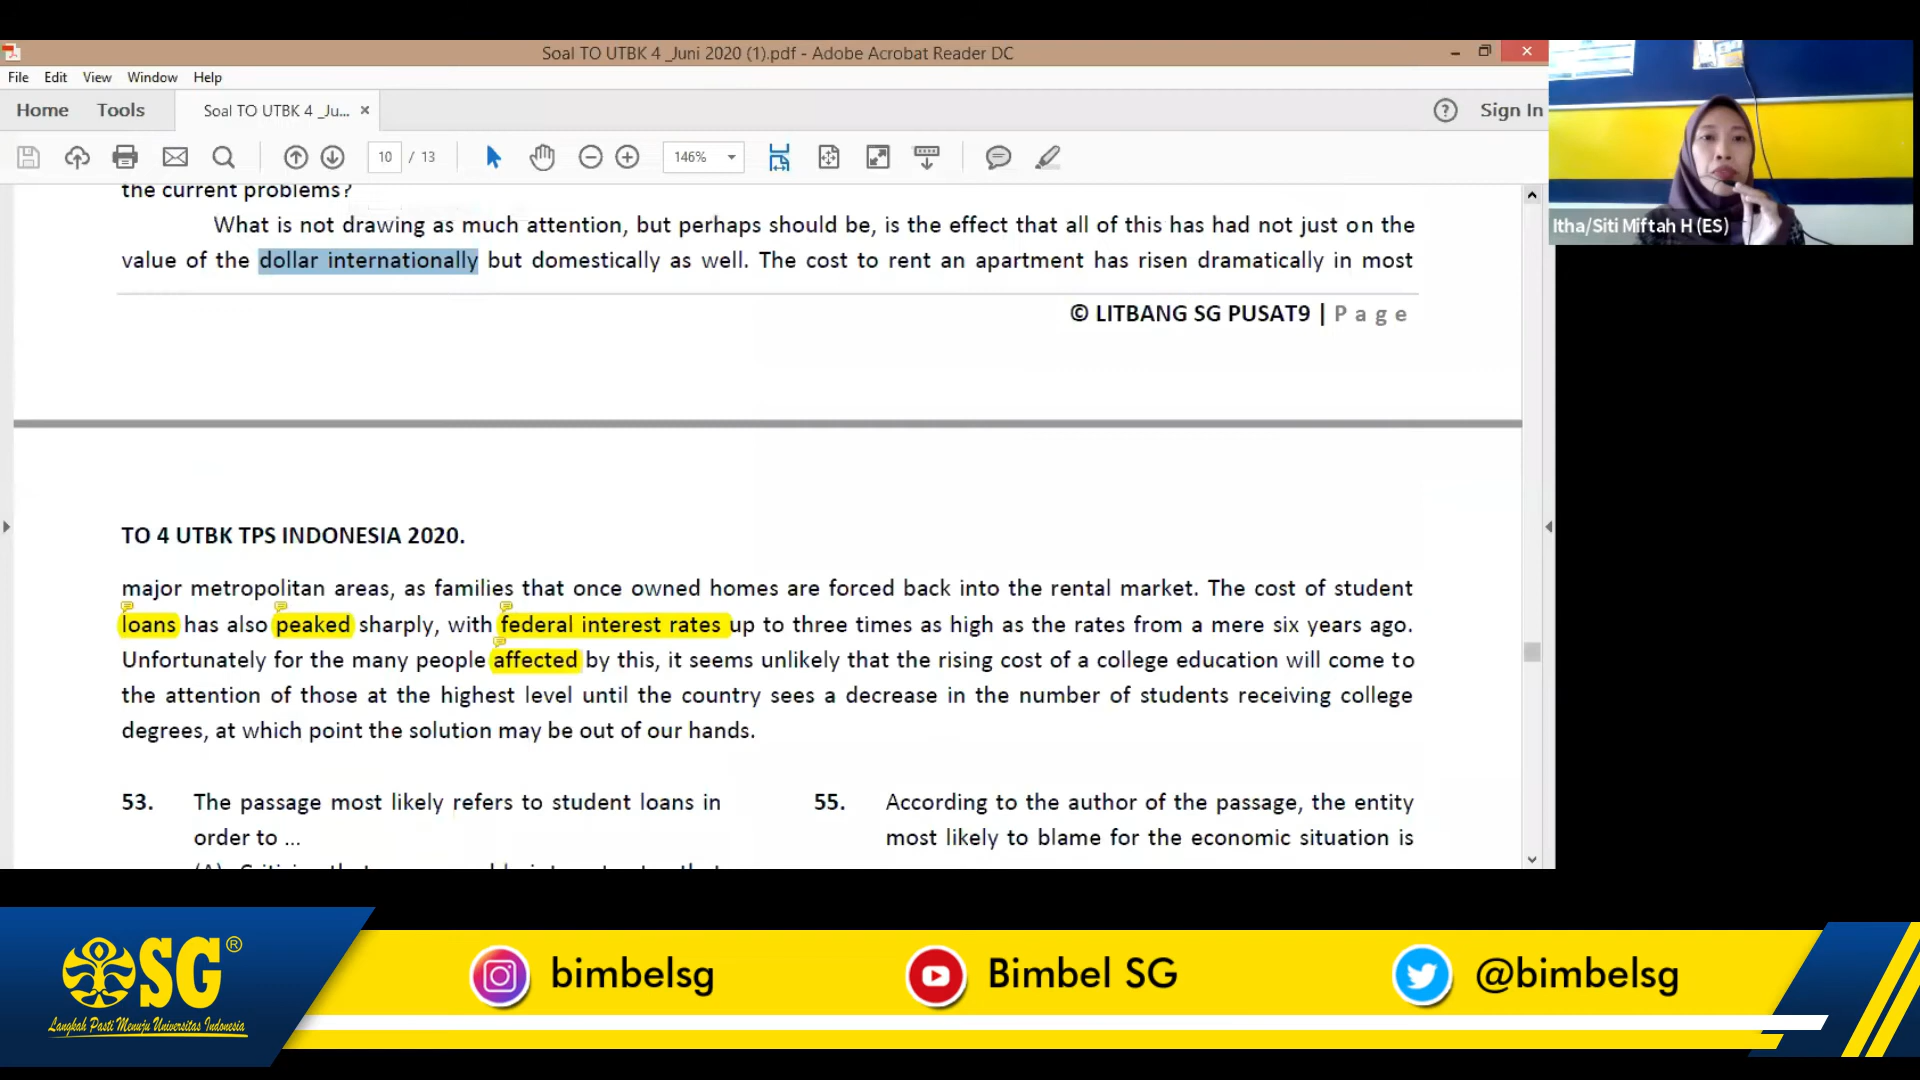 Soal TO UTBK 4 _Juni 2020 (1).pdf - Adobe Acrobat Reader DC
File Edit View Window Help
Home Tools Soal TO UTBK 4 _Ju... × Sign In
10 / 13 146%
the current problems?
What is not drawing as much attention, but perhaps should be, is the effect that all of this has had not just on the
value of the dollar internationally but domestically as well. The cost to rent an apartment has risen dramatically in most
© LITBANG SG PUSAT9 | Page
TO 4 UTBK TPS INDONESIA 2020.
major metropolitan areas, as families that once owned homes are forced back into the rental market. The cost of student
loans has also peaked sharply, with federal interest rates up to three times as high as the rates from a mere six years ago.
Unfortunately for the many people affected by this, it seems unlikely that the rising cost of a college education will come to
the attention of those at the highest level until the country sees a decrease in the number of students receiving college
degrees, at which point the solution may be out of our hands.
53. The passage most likely refers to student loans in
order to ...
55. According to the author of the passage, the entity
most likely to blame for the economic situation is
Itha/Siti Miftah H (ES)
SG®
Langkah Pasti Menuju Universitas Indonesia
bimbelsg
Bimbel SG
@bimbelsg